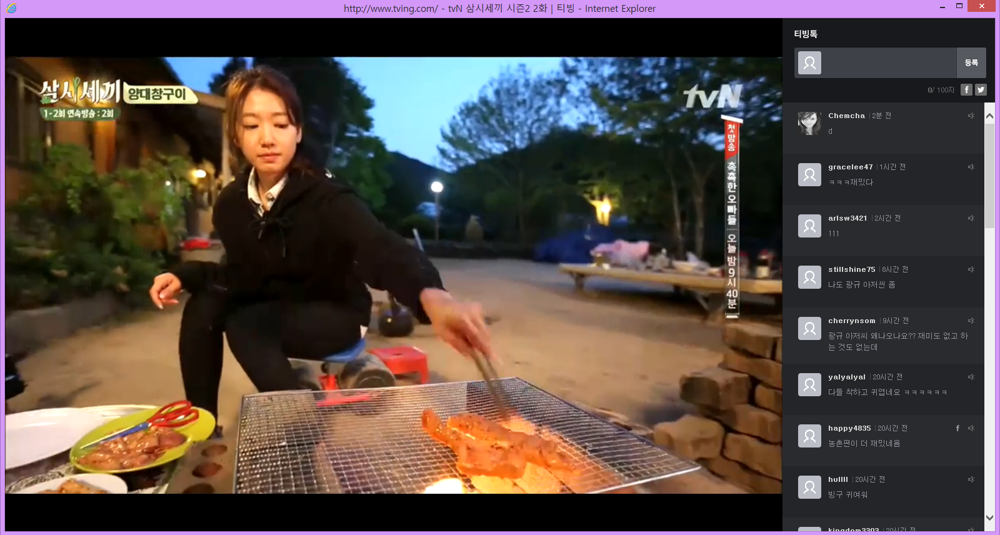 http://www.tving.com/ - tvN 삼시세끼 시즌2 2화 | 티빙 - Internet Explorer
삼시세끼 양대창구이
1-2회 연속방송 : 2회
tvN
첫방송 촉촉한 오빠들 오늘 밤 9시 40분
티빙톡
등록
0/ 100자
Chemcha 2분 전
d
gracelee47 1시간 전
ㅋㅋㅋ재밌다
arlsw3421 2시간 전
111
stillshine75 8시간 전
나도 광규 아저씬 좀
cherrynsom 9시간 전
광규 아저씨 왜나오나요?? 재미도 없고 하
는 것도 없는데
yalyalyal 20시간 전
다들 착하고 귀엽네요 ㅋㅋㅋㅋㅋㅋ
happy4835 20시간 전
농촌편이 더 재밌네욤
hullll 20시간 전
빙구 귀여워
kingdom3303 20시간 전